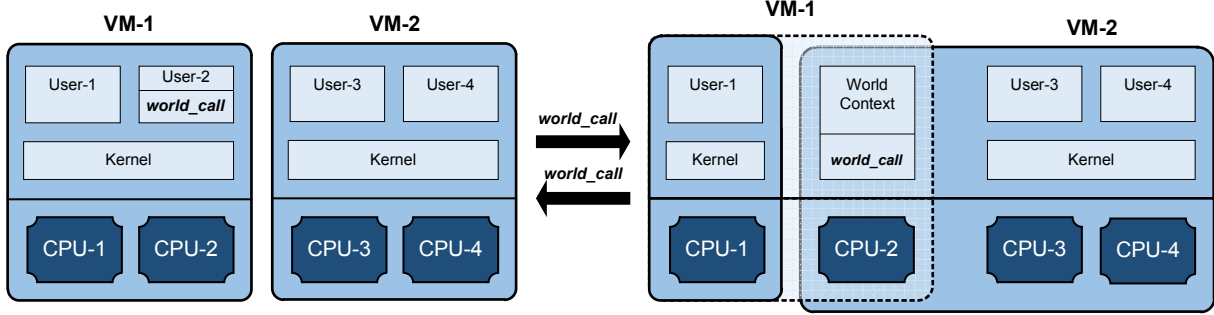 VM-1
VM-2
User-1
User-2
world_call
User-3
User-4
Kernel
Kernel
CPU-1
CPU-2
CPU-3
CPU-4
world_call
world_call
VM-1
VM-2
User-1
World
Context
world_call
User-3
User-4
Kernel
Kernel
CPU-1
CPU-2
CPU-3
CPU-4